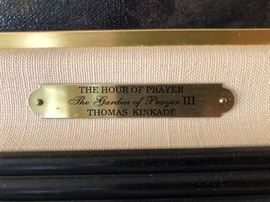 THE HOUR OF PRAYER
The Garden of Prayer III
THOMAS KINKADE